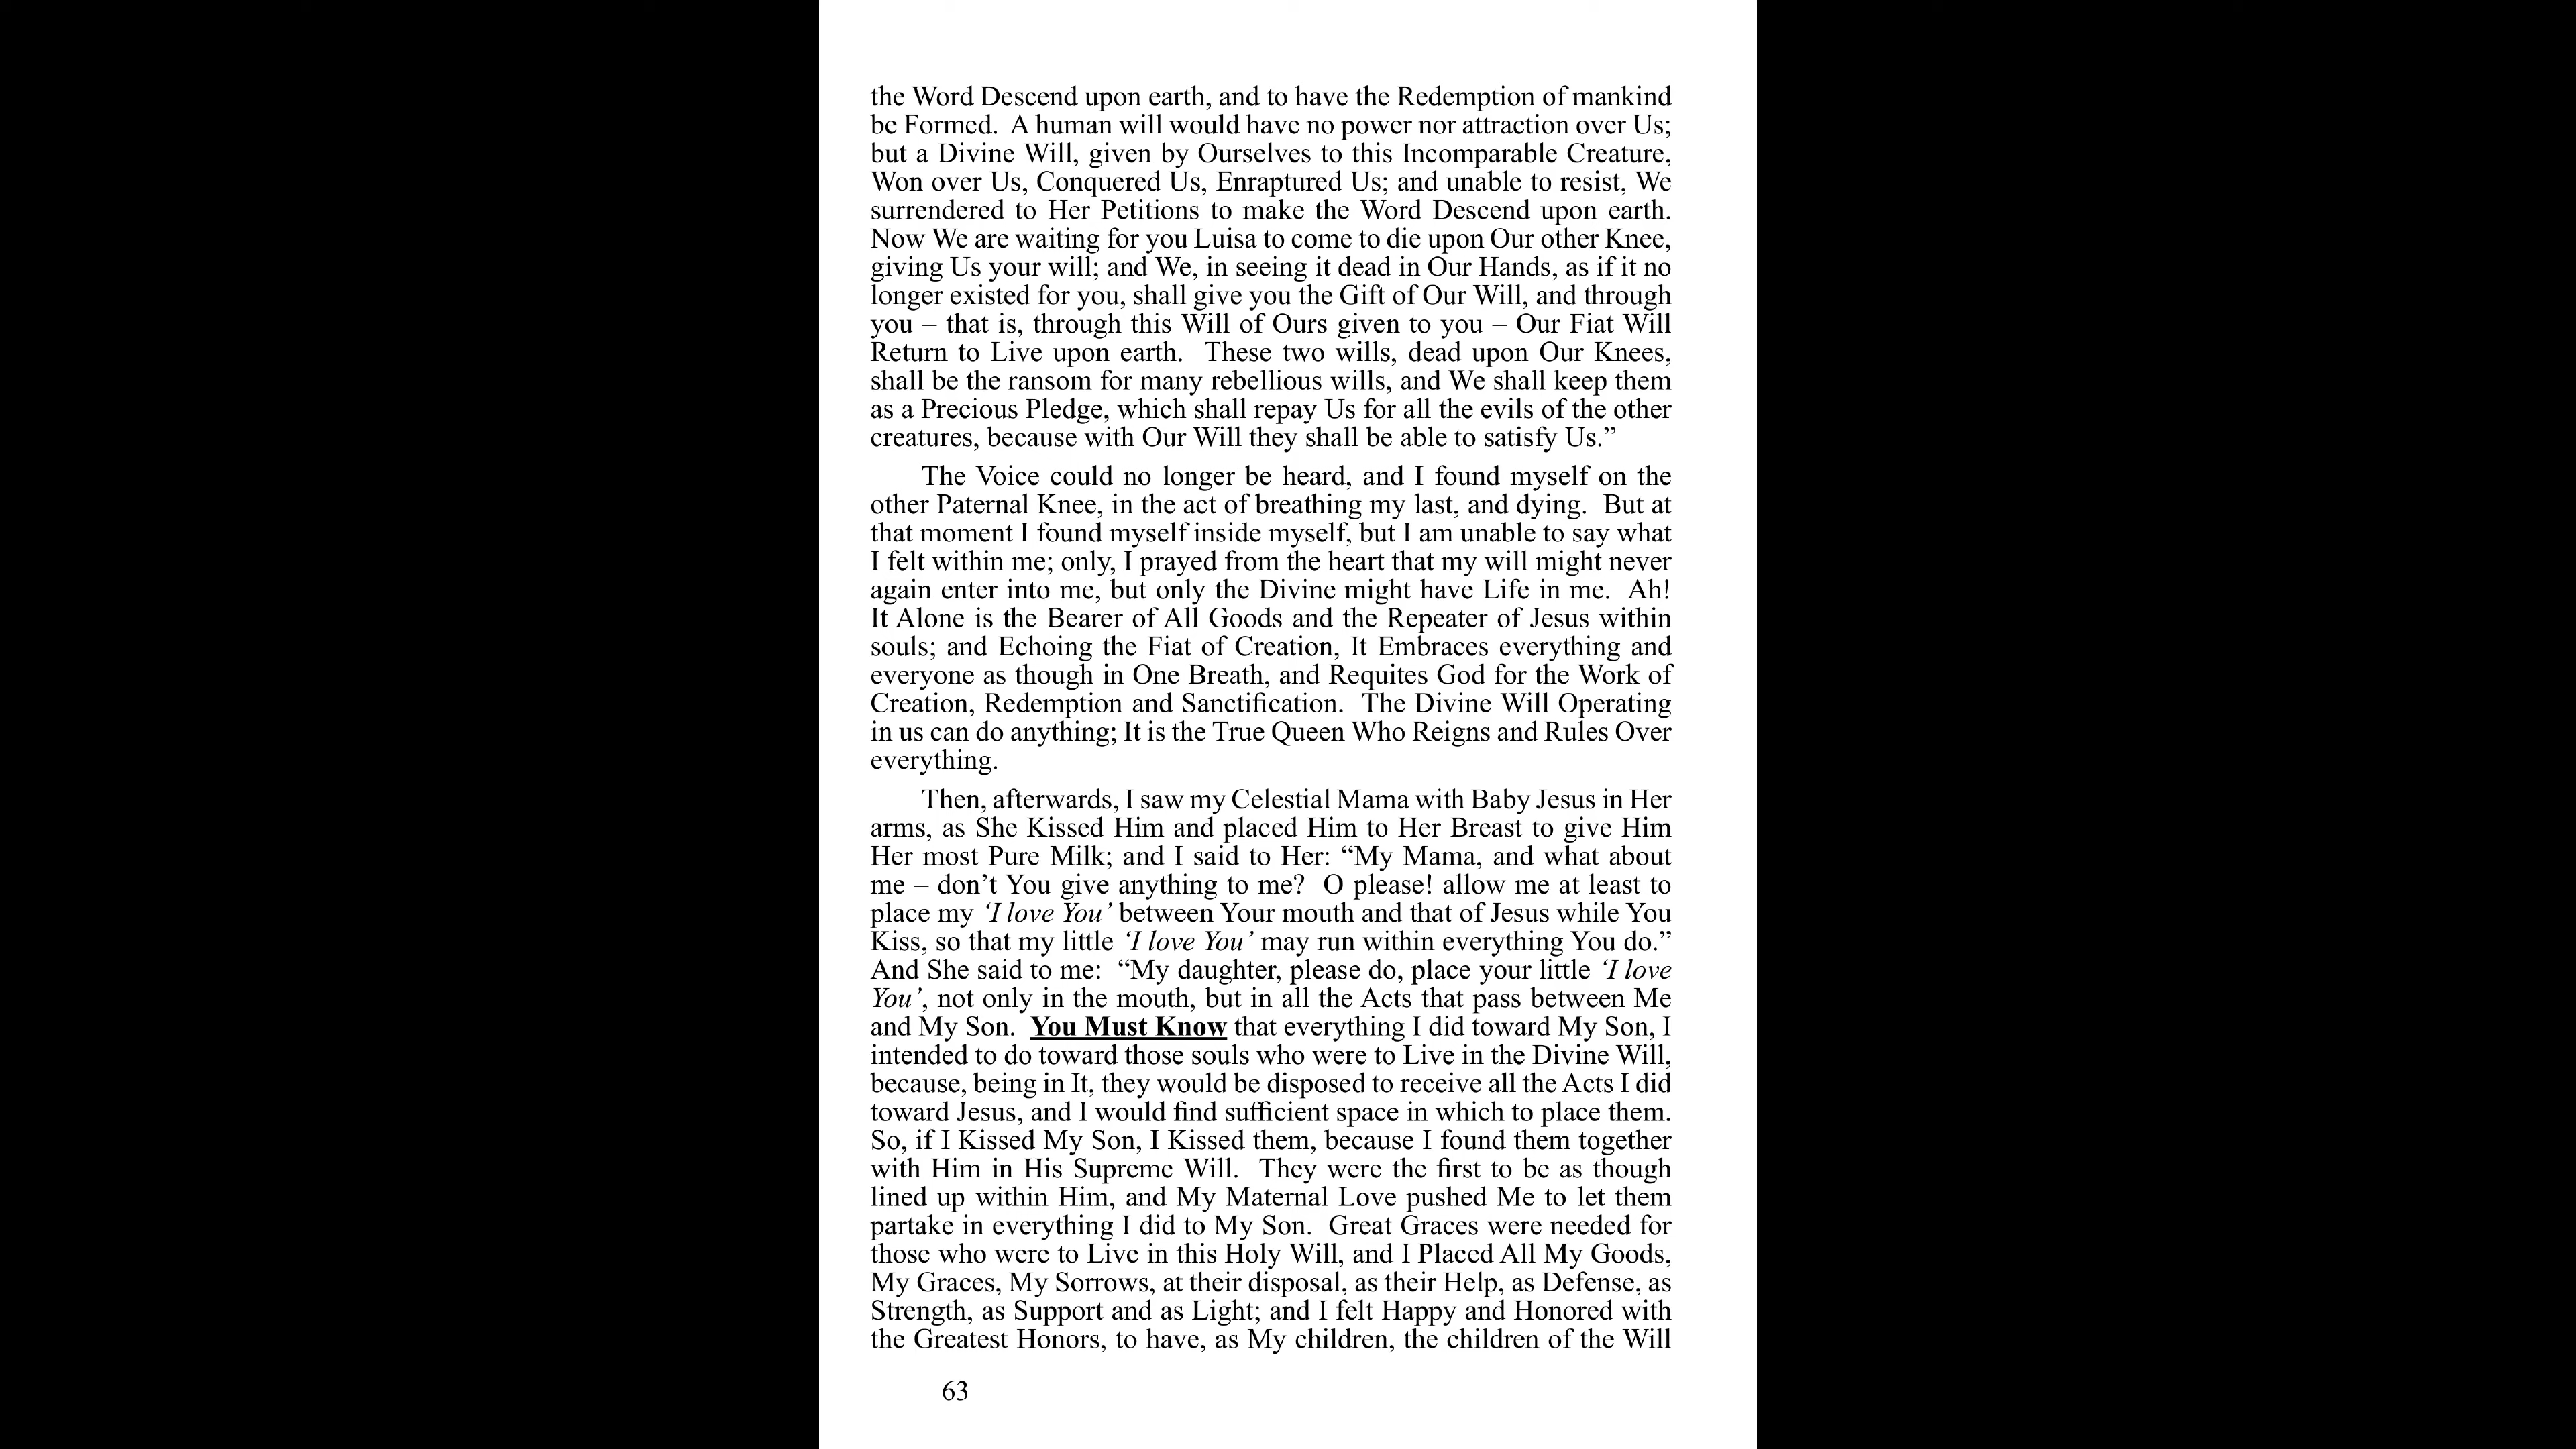 the Word Descend upon earth, and to have the Redemption of mankind
be Formed.  A human will would have no power nor attraction over Us;
but a Divine Will, given by Ourselves to this Incomparable Creature,
Won over Us, Conquered Us, Enraptured Us; and unable to resist, We
surrendered to Her Petitions to make the Word Descend upon earth.
Now We are waiting for you Luisa to come to die upon Our other Knee,
giving Us your will; and We, in seeing it dead in Our Hands, as if it no
longer existed for you, shall give you the Gift of Our Will, and through
you – that is, through this Will of Ours given to you – Our Fiat Will
Return to Live upon earth.  These two wills, dead upon Our Knees,
shall be the ransom for many rebellious wills, and We shall keep them
as a Precious Pledge, which shall repay Us for all the evils of the other
creatures, because with Our Will they shall be able to satisfy Us.”
The Voice could no longer be heard, and I found myself on the
other Paternal Knee, in the act of breathing my last, and dying.  But at
that moment I found myself inside myself, but I am unable to say what
I felt within me; only, I prayed from the heart that my will might never
again enter into me, but only the Divine might have Life in me.  Ah!
It Alone is the Bearer of All Goods and the Repeater of Jesus within
souls; and Echoing the Fiat of Creation, It Embraces everything and
everyone as though in One Breath, and Requites God for the Work of
Creation, Redemption and Sanctification.  The Divine Will Operating
in us can do anything; It is the True Queen Who Reigns and Rules Over
everything.
Then, afterwards, I saw my Celestial Mama with Baby Jesus in Her
arms, as She Kissed Him and placed Him to Her Breast to give Him
Her most Pure Milk; and I said to Her: “My Mama, and what about
me – don’t You give anything to me?  O please! allow me at least to
place my ‘I love You’ between Your mouth and that of Jesus while You
Kiss, so that my little ‘I love You’ may run within everything You do.”
And She said to me:  “My daughter, please do, place your little ‘I love
You’, not only in the mouth, but in all the Acts that pass between Me
and My Son.  You Must Know that everything I did toward My Son, I
intended to do toward those souls who were to Live in the Divine Will,
because, being in It, they would be disposed to receive all the Acts I did
toward Jesus, and I would find sufficient space in which to place them.
So, if I Kissed My Son, I Kissed them, because I found them together
with Him in His Supreme Will.  They were the first to be as though
lined up within Him, and My Maternal Love pushed Me to let them
partake in everything I did to My Son.  Great Graces were needed for
those who were to Live in this Holy Will, and I Placed All My Goods,
My Graces, My Sorrows, at their disposal, as their Help, as Defense, as
Strength, as Support and as Light; and I felt Happy and Honored with
the Greatest Honors, to have, as My children, the children of the Will
63